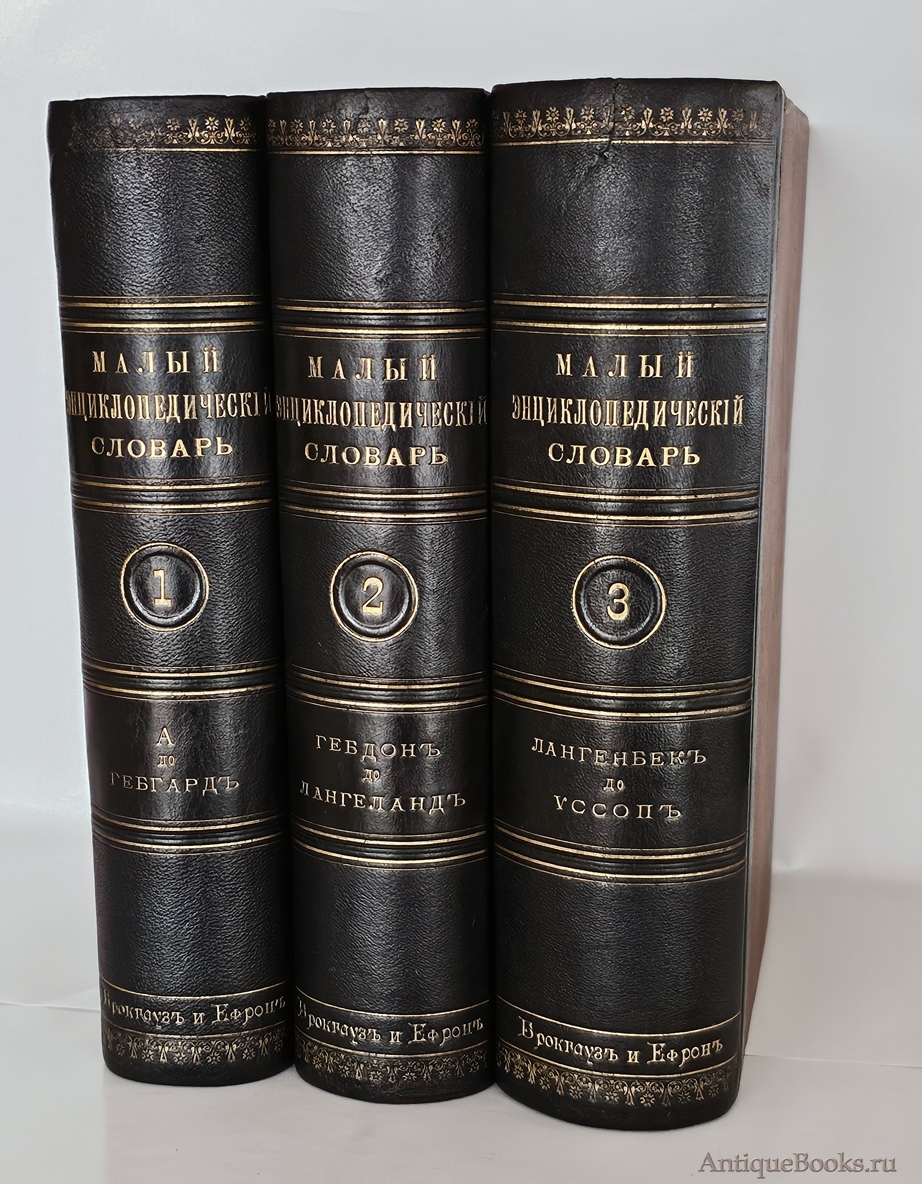 МАЛЫЙ
ЭНЦИКЛОПЕДИЧЕСКІЙ
СЛОВАРЬ
1
А
ДО
ГЕБГАРДЪ
Брокгаузъ и Ефронъ
МАЛЫЙ
ЭНЦИКЛОПЕДИЧЕСКІЙ
СЛОВАРЬ
2
ГЕБДОНЪ
ДО
ЛАНГЕЛАНДЪ
Брокгаузъ и Ефронъ
МАЛЫЙ
ЭНЦИКЛОПЕДИЧЕСКІЙ
СЛОВАРЬ
3
ЛАНГЕНБЕКЪ
ДО
УССОПЪ
Брокгаузъ и Ефронъ
AntiqueBooks.ru